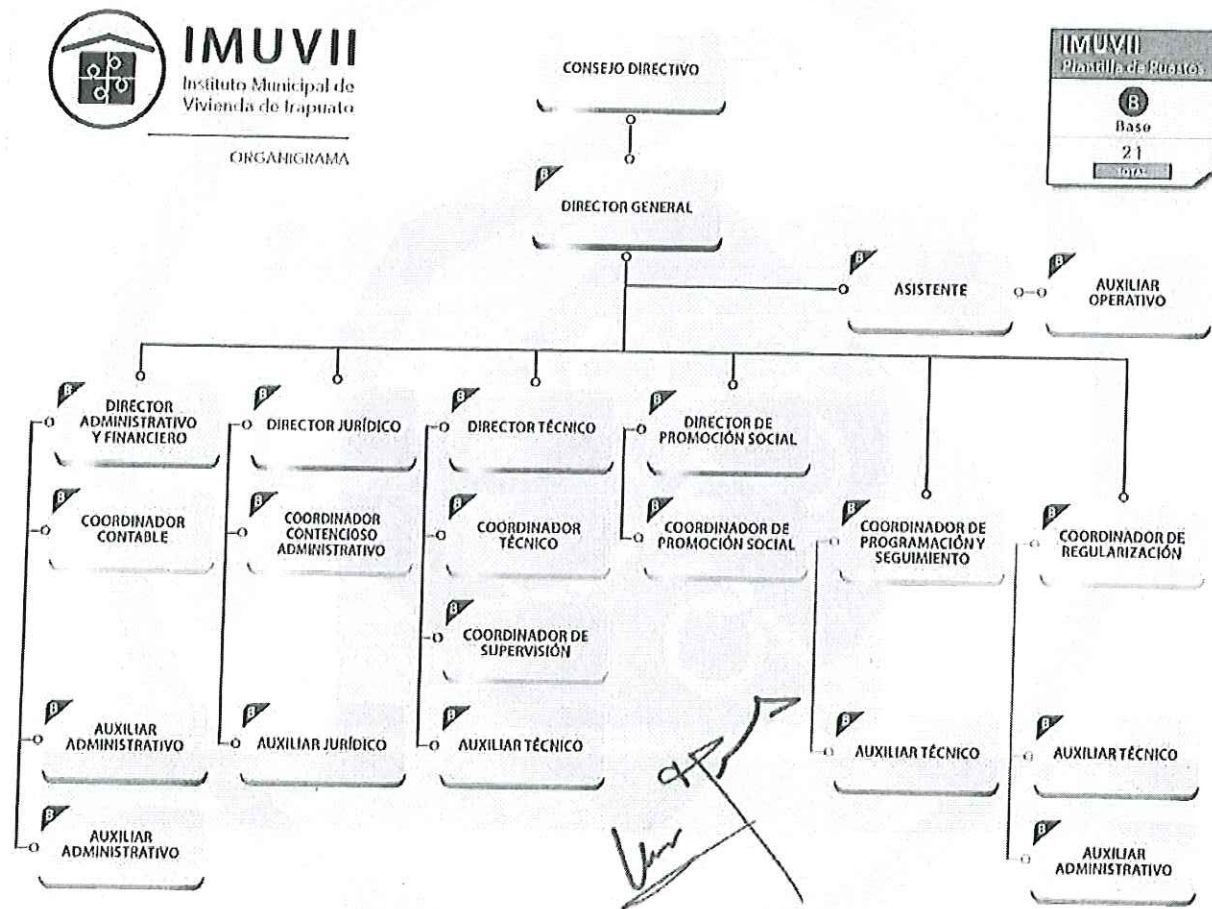 IMUVII
Instituto Municipal de
Vivienda de Irapuato
ORGANIGRAMA
IMUVII
Plantilla de Puestos
B
Base
21
TOTAL
CONSEJO DIRECTIVO
B
DIRECTOR GENERAL
B
ASISTENTE
B
AUXILIAR
OPERATIVO
B
DIRECTOR
ADMINISTRATIVO
Y FINANCIERO
B
DIRECTOR JURÍDICO
B
DIRECTOR TÉCNICO
B
DIRECTOR DE
PROMOCIÓN SOCIAL
B
COORDINADOR
CONTABLE
B
COORDINADOR
CONTENCIOSO
ADMINISTRATIVO
B
COORDINADOR
TÉCNICO
B
COORDINADOR DE
PROMOCIÓN SOCIAL
B
COORDINADOR DE
PROGRAMACIÓN Y
SEGUIMIENTO
B
COORDINADOR DE
REGULARIZACIÓN
B
COORDINADOR DE
SUPERVISIÓN
B
AUXILIAR
ADMINISTRATIVO
B
AUXILIAR JURÍDICO
B
AUXILIAR TÉCNICO
B
AUXILIAR TÉCNICO
B
AUXILIAR TÉCNICO
B
AUXILIAR
ADMINISTRATIVO
B
AUXILIAR
ADMINISTRATIVO